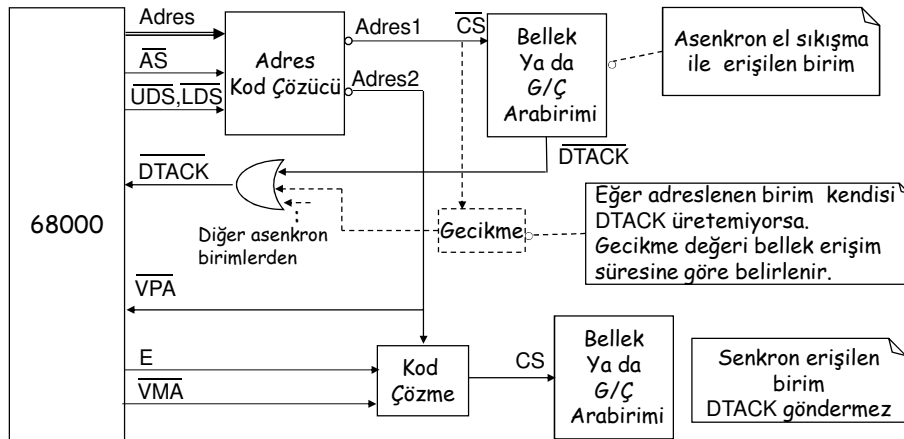 Adres
AS
UDS,LDS
DTACK
68000
VPA
E
VMA
Adres
Kod Çözücü
Adres1
Adres2
CS
Bellek
Ya da
G/Ç
Arabirimi
DTACK
Asenkron el sıkışma
ile erişilen birim
Diğer asenkron
birimlerden
Gecikme
Eğer adreslenen birim kendisi
DTACK üretemiyorsa.
Gecikme değeri bellek erişim
süresine göre belirlenir.
Kod
Çözme
CS
Bellek
Ya da
G/Ç
Arabirimi
Senkron erişilen
birim
DTACK göndermez